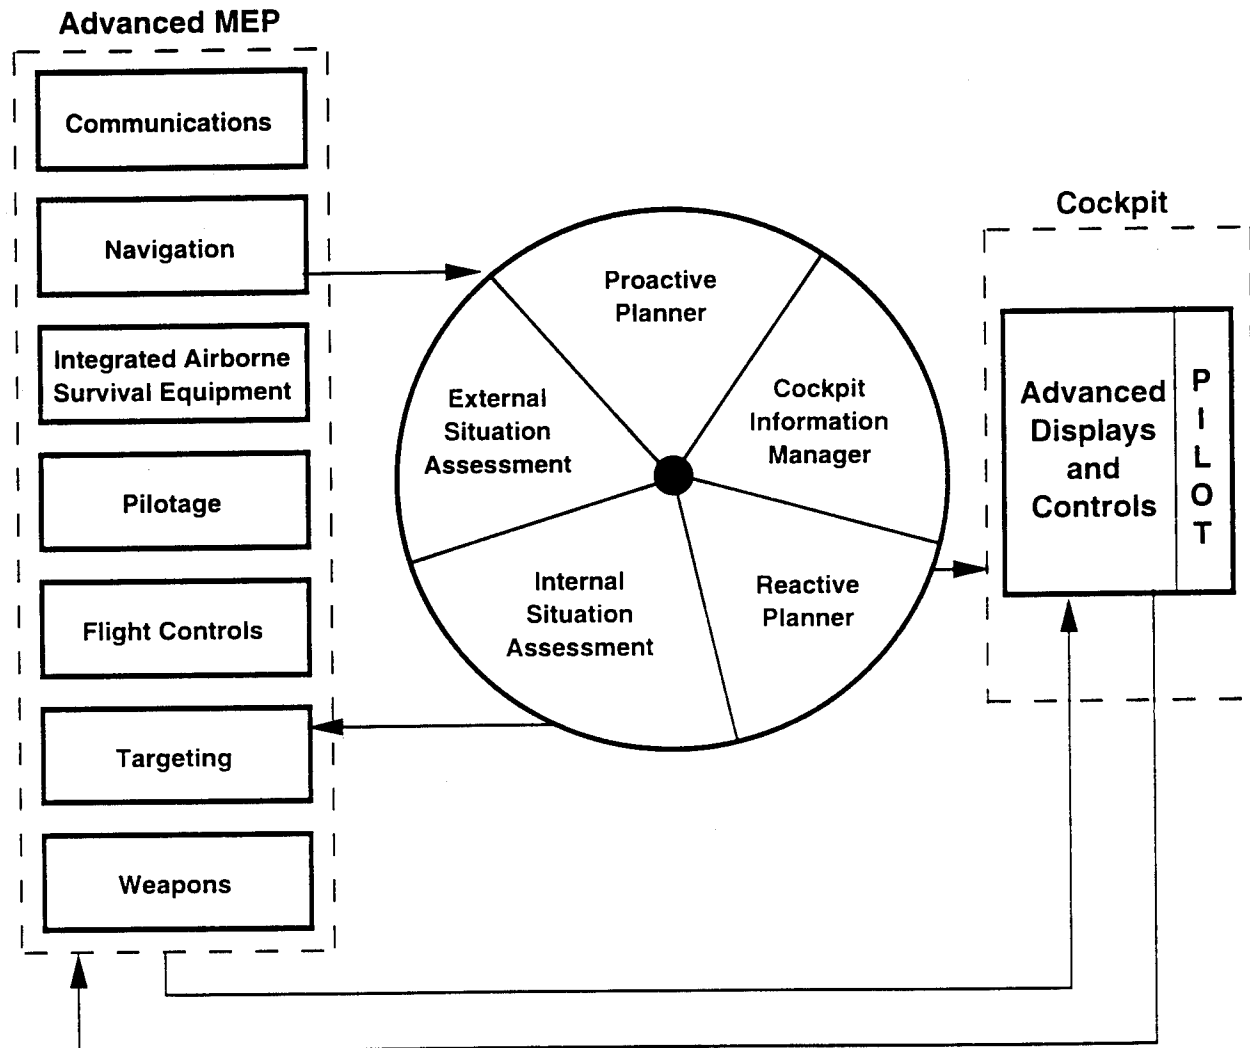 Advanced MEP
Communications
Navigation
Integrated Airborne
Survival Equipment
Pilotage
Flight Controls
Targeting
Weapons
Proactive
Planner
External
Situation
Assessment
Cockpit
Information
Manager
Internal
Situation
Assessment
Reactive
Planner
Cockpit
Advanced
Displays
and
Controls
P
I
L
O
T